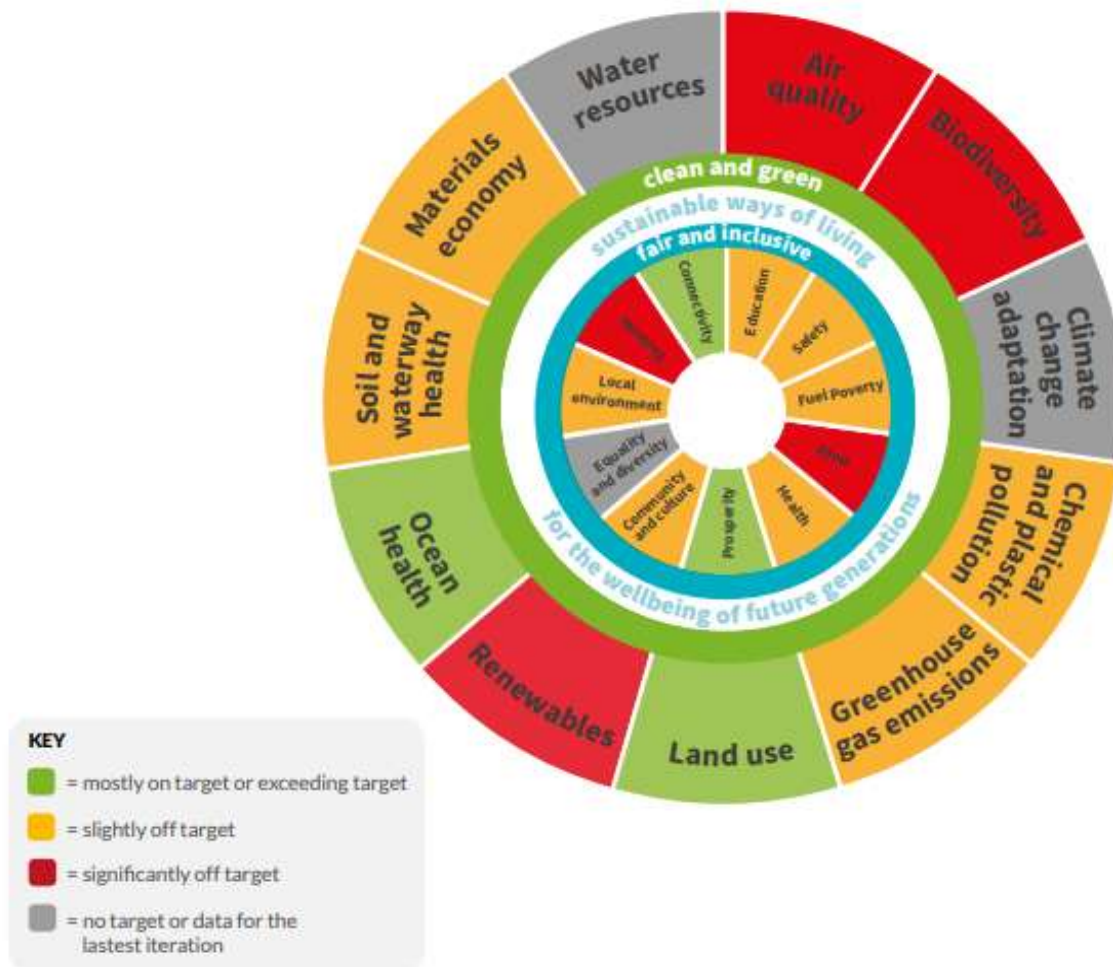 Water
resources
Air
quality
Biodiversity
Climate
change
adaptation
Chemical
and plastic
pollution
Greenhouse
gas emissions
Land use
Renewables
Ocean
health
Soil and
waterway
health
Materials
economy
clean and green
sustainable ways of living
for the wellbeing of future generations
fair and inclusive
Connectivity
Education
Safety
Fuel Poverty
Health
Prosparity
Community
and culture
Equality
and diversity
Local
environment
KEY
= mostly on target or exceeding target
= slightly off target
= significantly off target
= no target or data for the
lastest iteration